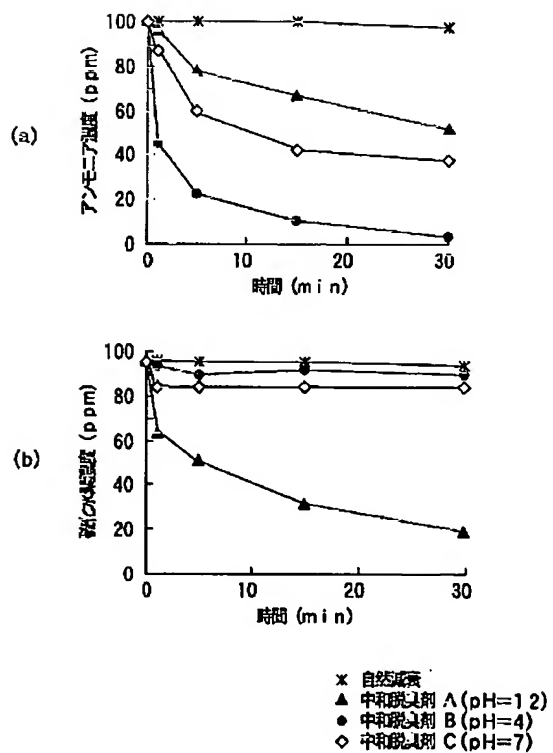 (a)
アンモニア濃度 (ppm)
100
80
60
40
20
0
0 10 20 30
時間 (min)
(b)
硫化水素濃度 (ppm)
100
80
60
40
20
0
0 10 20 30
時間 (min)
自然減衰
中和脱臭剤 A (pH=12)
中和脱臭剤 B (pH=4)
中和脱臭剤 C (pH=7)